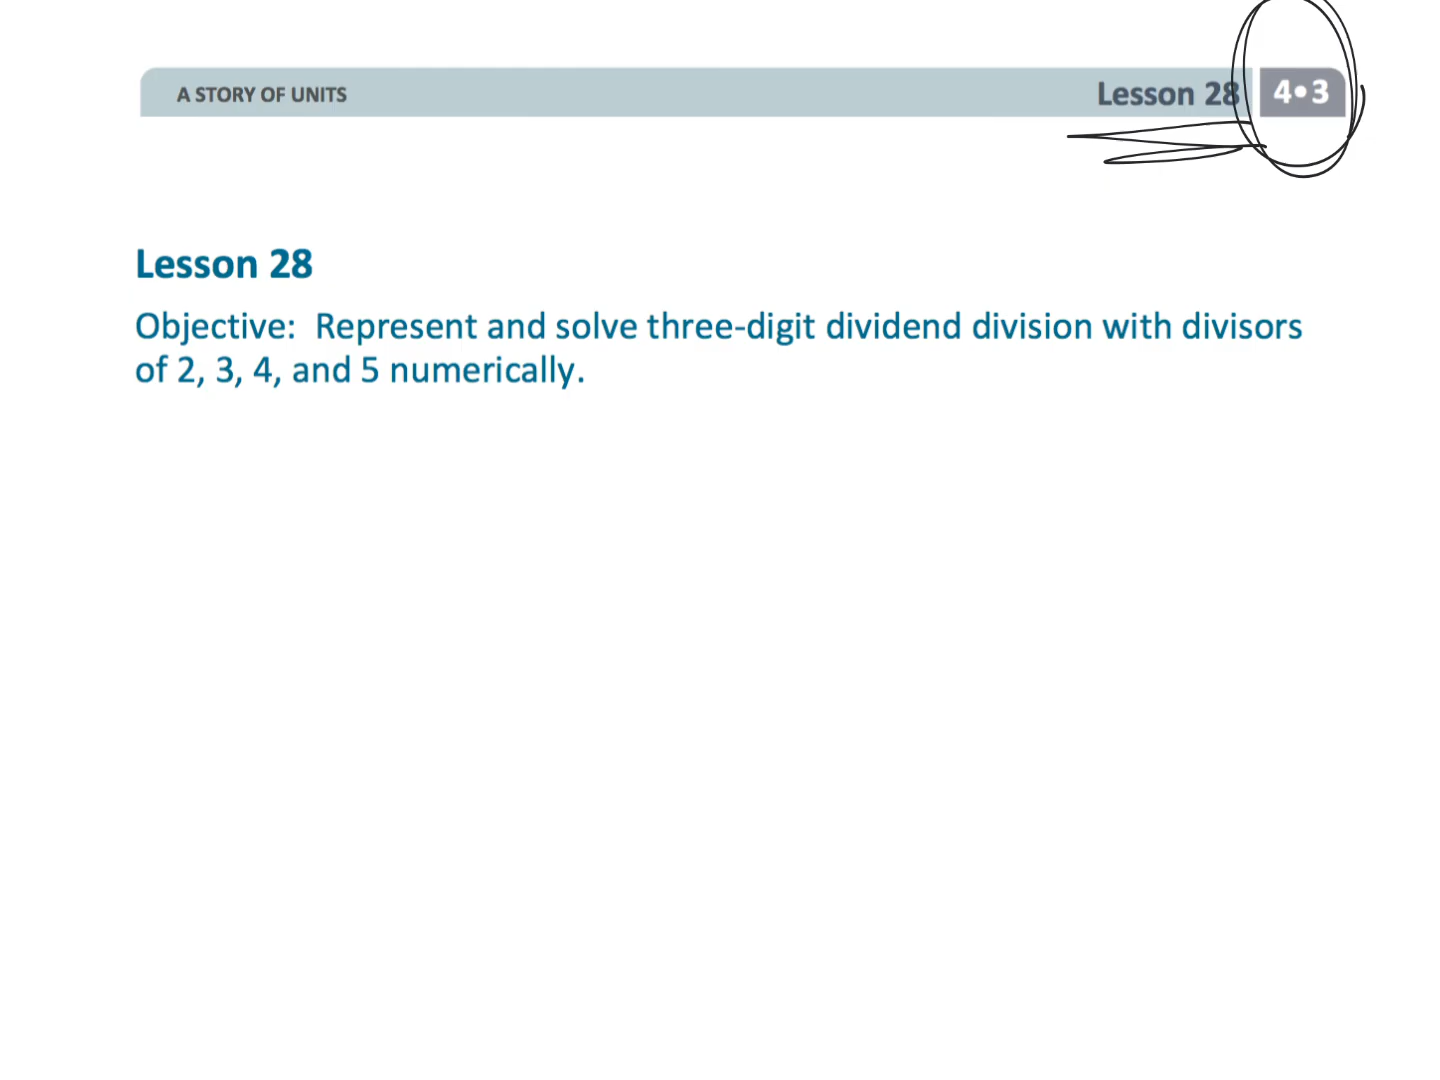 A STORY OF UNITS
Lesson 28
4•3
Lesson 28
Objective: Represent and solve three-digit dividend division with divisors
of 2, 3, 4, and 5 numerically.